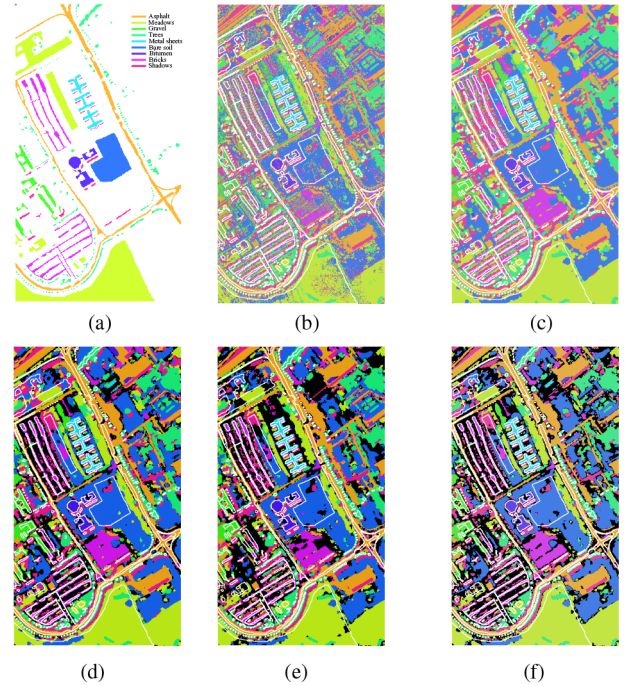 Asphalt
Meadows
Gravel
Trees
Metal sheets
Bare soil
Bitumen
Bricks
Shadows
(a)
(b)
(c)
(d)
(e)
(f)